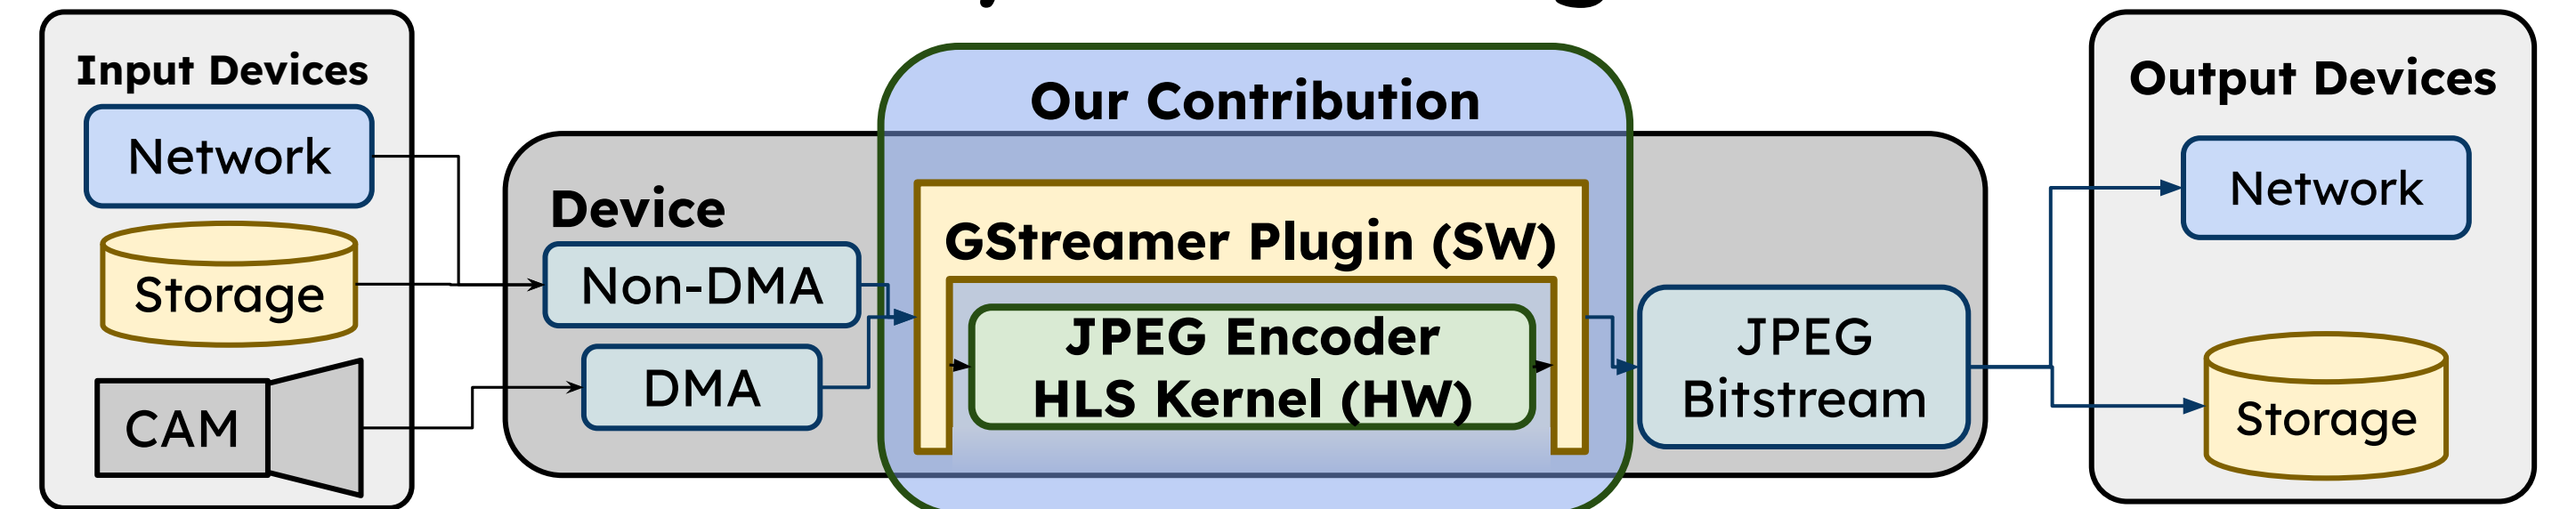 Input Devices
Network
Storage
CAM
Device
Non-DMA
DMA
Our Contribution
GStreamer Plugin (SW)
JPEG Encoder
HLS Kernel (HW)
JPEG
Bitstream
Output Devices
Network
Storage